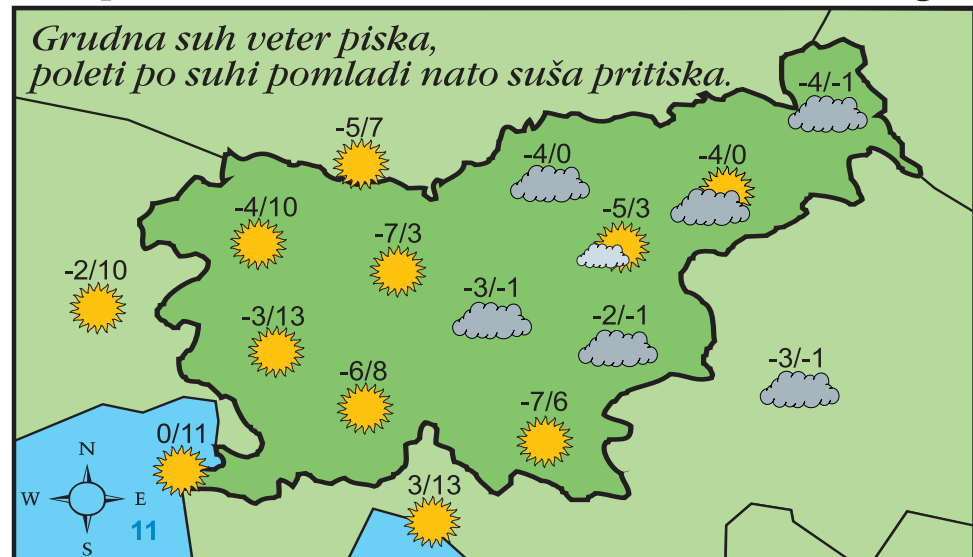 Grudna suh veter piska,
poleti po suhi pomladi nato suša pritiska.
-4/-1
-5/7
-4/0
-4/0
-4/10
-5/3
-7/3
-2/10
-3/-1
-3/13
-2/-1
-3/-1
-6/8
-7/6
0/11
N
3/13
W
E
11
S